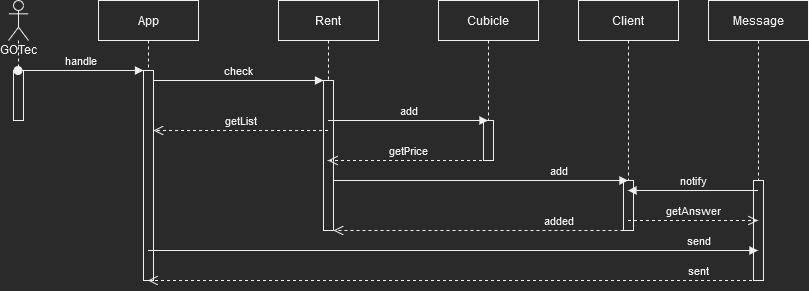 App
Rent
Cubicle
Client
Message
GOTec
handle
check
add
getList
getPrice
add
notify
getAnswer
added
send
sent